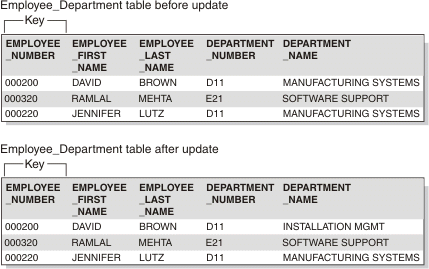 Employee_Department table before update
Key
EMPLOYEE EMPLOYEE EMPLOYEE DEPARTMENT DEPARTMENT
_NUMBER _FIRST _LAST _NUMBER _NAME
_NAME _NAME
000200 DAVID BROWN D11 MANUFACTURING SYSTEMS
000320 RAMLAL MEHTA E21 SOFTWARE SUPPORT
000220 JENNIFER LUTZ D11 MANUFACTURING SYSTEMS
Employee_Department table after update
Key
EMPLOYEE EMPLOYEE EMPLOYEE DEPARTMENT DEPARTMENT
_NUMBER _FIRST _LAST _NUMBER _NAME
_NAME _NAME
000200 DAVID BROWN D11 INSTALLATION MGMT
000320 RAMLAL MEHTA E21 SOFTWARE SUPPORT
000220 JENNIFER LUTZ D11 MANUFACTURING SYSTEMS